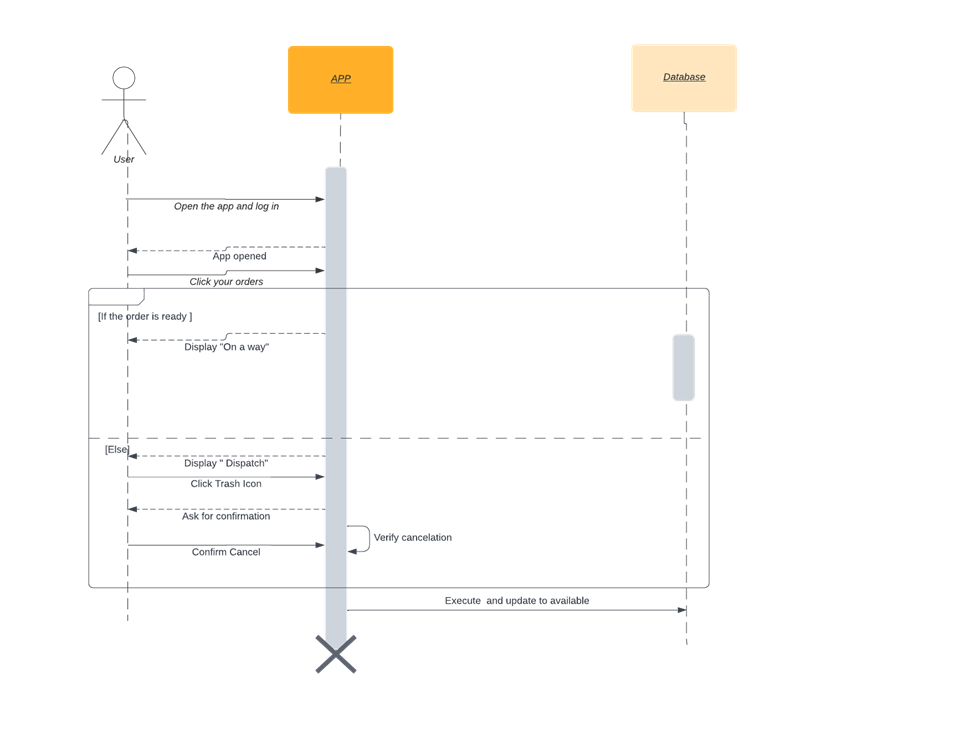 APP
Database
User
Open the app and log in
App opened
Click your orders
[If the order is ready ]
Display "On a way"
[Else]
Display " Dispatch"
Click Trash Icon
Ask for confirmation
Verify cancelation
Confirm Cancel
Execute  and update to available